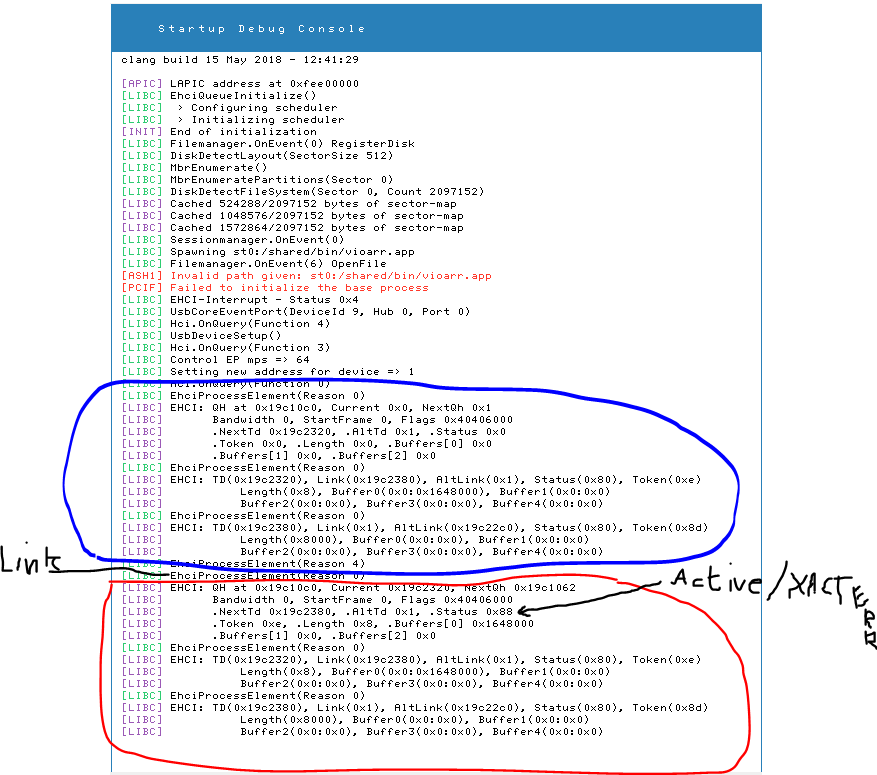 Startup Debug Console
clang build 15 May 2018 - 12:41:29
[APIC] LAPIC address at 0xfee00000
[LIBC] EhciQueueInitialize()
[LIBC]  > Configuring scheduler
[LIBC]  > Initializing scheduler
[INIT] End of initialization
[LIBC] Filemanager.OnEvent(0) RegisterDisk
[LIBC] DiskDetectLayout(SectorSize 512)
[LIBC] MbrEnumerate()
[LIBC] MbrEnumeratePartitions(Sector 0)
[LIBC] DiskDetectFileSystem(Sector 0, Count 2097152)
[LIBC] Cached 524288/2097152 bytes of sector-map
[LIBC] Cached 1048576/2097152 bytes of sector-map
[LIBC] Cached 1572864/2097152 bytes of sector-map
[LIBC] Sessionmanager.OnEvent(0)
[LIBC] Spawning st0:/shared/bin/vioarr.app
[LIBC] Filemanager.OnEvent(6) OpenFile
[ASH1] Invalid path given: st0:/shared/bin/vioarr.app
[PCIF] Failed to initialize the base process
[LIBC] EHCI-Interrupt - Status 0x4
[LIBC] UsbCoreEventPort(DeviceId 9, Hub 0, Port 0)
[LIBC] Hci.OnQuery(Function 4)
[LIBC] UsbDeviceSetup()
[LIBC] Hci.OnQuery(Function 3)
[LIBC] Control EP mps => 64
[LIBC] Setting new address for device => 1
[LIBC] Hci.OnQuery(Function 0)
[LIBC] EhciProcessElement(Reason 0)
[LIBC] EHCI: QH at 0x19c10c0, Current 0x0, NextQh 0x1
[LIBC] Bandwidth 0, StartFrame 0, Flags 0x40406000
[LIBC] .NextTd 0x19c2320, .AltTd 0x1, .Status 0x0
[LIBC] .Token 0x0, .Length 0x0, .Buffers[0] 0x0
[LIBC] .Buffers[1] 0x0, .Buffers[2] 0x0
[LIBC] EhciProcessElement(Reason 0)
[LIBC] EHCI: TD(0x19c2320), Link(0x19c2380), AltLink(0x1), Status(0x80), Token(0xe)
[LIBC] Length(0x8), Buffer0(0x0:0x1648000), Buffer1(0x0:0x0)
[LIBC] Buffer2(0x0:0x0), Buffer3(0x0:0x0), Buffer4(0x0:0x0)
[LIBC] EhciProcessElement(Reason 0)
[LIBC] EHCI: TD(0x19c2380), Link(0x1), AltLink(0x19c22c0), Status(0x80), Token(0x8d)
[LIBC] Length(0x8000), Buffer0(0x0:0x0), Buffer1(0x0:0x0)
[LIBC] Buffer2(0x0:0x0), Buffer3(0x0:0x0), Buffer4(0x0:0x0)
[LIBC] EhciProcessElement(Reason 4)
Link
[LIBC] EhciProcessElement(Reason 0)
Active/XACTERR
[LIBC] EHCI: QH at 0x19c10c0, Current 0x19c2320, NextQh 0x19c1062
[LIBC] Bandwidth 0, StartFrame 0, Flags 0x40406000
[LIBC] .NextTd 0x19c2380, .AltTd 0x1, .Status 0x88
[LIBC] .Token 0xe, .Length 0x8, .Buffers[0] 0x1648000
[LIBC] .Buffers[1] 0x0, .Buffers[2] 0x0
[LIBC] EhciProcessElement(Reason 0)
[LIBC] EHCI: TD(0x19c2320), Link(0x19c2380), AltLink(0x1), Status(0x80), Token(0xe)
[LIBC] Length(0x8), Buffer0(0x0:0x1648000), Buffer1(0x0:0x0)
[LIBC] Buffer2(0x0:0x0), Buffer3(0x0:0x0), Buffer4(0x0:0x0)
[LIBC] EhciProcessElement(Reason 0)
[LIBC] EHCI: TD(0x19c2380), Link(0x1), AltLink(0x19c22c0), Status(0x80), Token(0x8d)
[LIBC] Length(0x8000), Buffer0(0x0:0x0), Buffer1(0x0:0x0)
[LIBC] Buffer2(0x0:0x0), Buffer3(0x0:0x0), Buffer4(0x0:0x0)